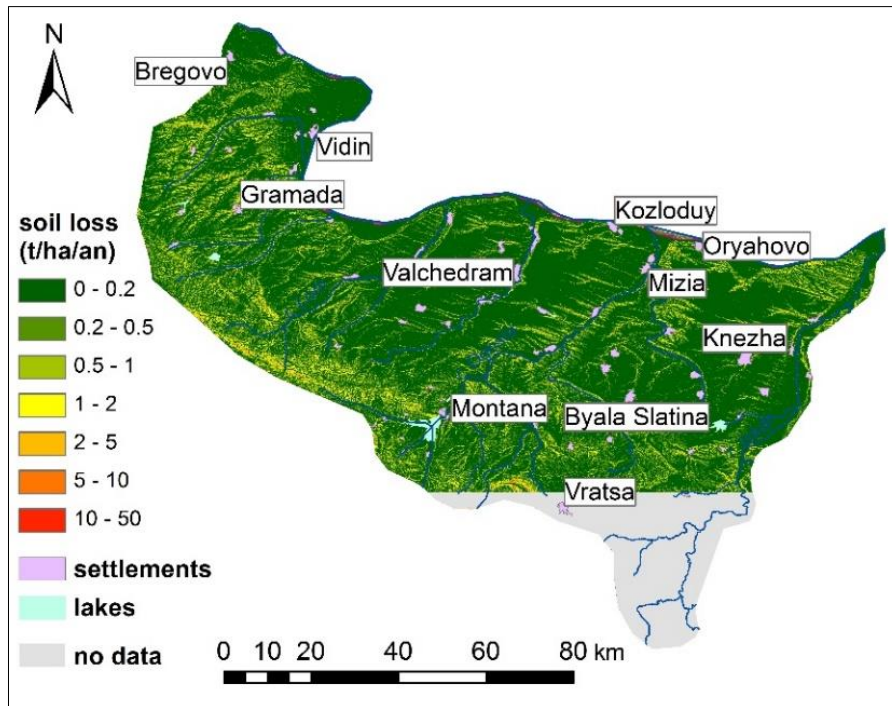 N
Bregovo
Vidin
Gramada
Kozloduy
Oryahovo
Valchedram
Mizia
Knezha
Montana
Byala Slatina
Vratsa
soil loss
(t/ha/an)
0 - 0.2
0.2 - 0.5
0.5 - 1
1 - 2
2 - 5
5 - 10
10 - 50
settlements
lakes
no data
0 5 10 20 40 60 80 km